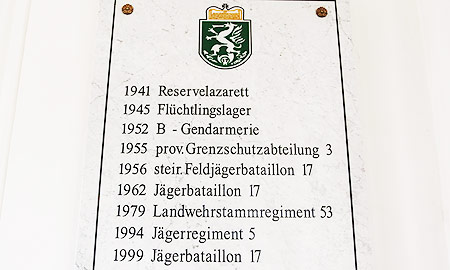 1941 Reservelazarett
1945 Flüchtlingslager
1952 B - Gendarmerie
1955 prov.Grenzschutzabteilung 3
1956 steir.Feldjägerbataillon 17
1962 Jägerbataillon 17
1979 Landwehrstammregiment 53
1994 Jägerregiment 5
1999 Jägerbataillon 17